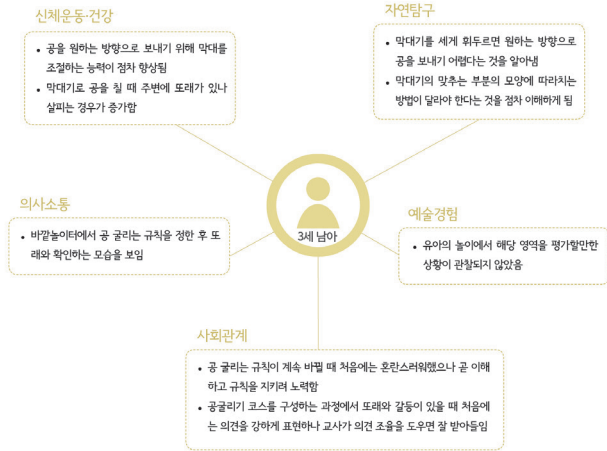 신체운동·건강
• 공을 원하는 방향으로 보내기 위해 막대를
조절하는 능력이 점차 향상됨
• 막대기로 공을 칠 때 주변에 또래가 있나
살피는 경우가 증가함
자연탐구
• 막대기를 세게 휘두르면 원하는 방향으로
공을 보내기 어렵다는 것을 알아냄
• 막대기의 맞추는 부분의 모양에 따라치는
방법이 달라야 한다는 것을 점차 이해하게 됨
의사소통
• 바깥놀이터에서 공 굴리는 규칙을 정한 후 또
래와 확인하는 모습을 보임
3세 남아
예술경험
• 유아의 놀이에서 해당 영역을 평가할만한
상황이 관찰되지 않았음
사회관계
• 공 굴리는 규칙이 계속 바뀔 때 처음에는 혼란스러워했으나 곧 이해
하고 규칙을 지키려 노력함
• 공굴리기 코스를 구성하는 과정에서 또래와 갈등이 있을 때 처음에
는 의견을 강하게 표현하나 교사가 의견 조율을 도우면 잘 받아들임